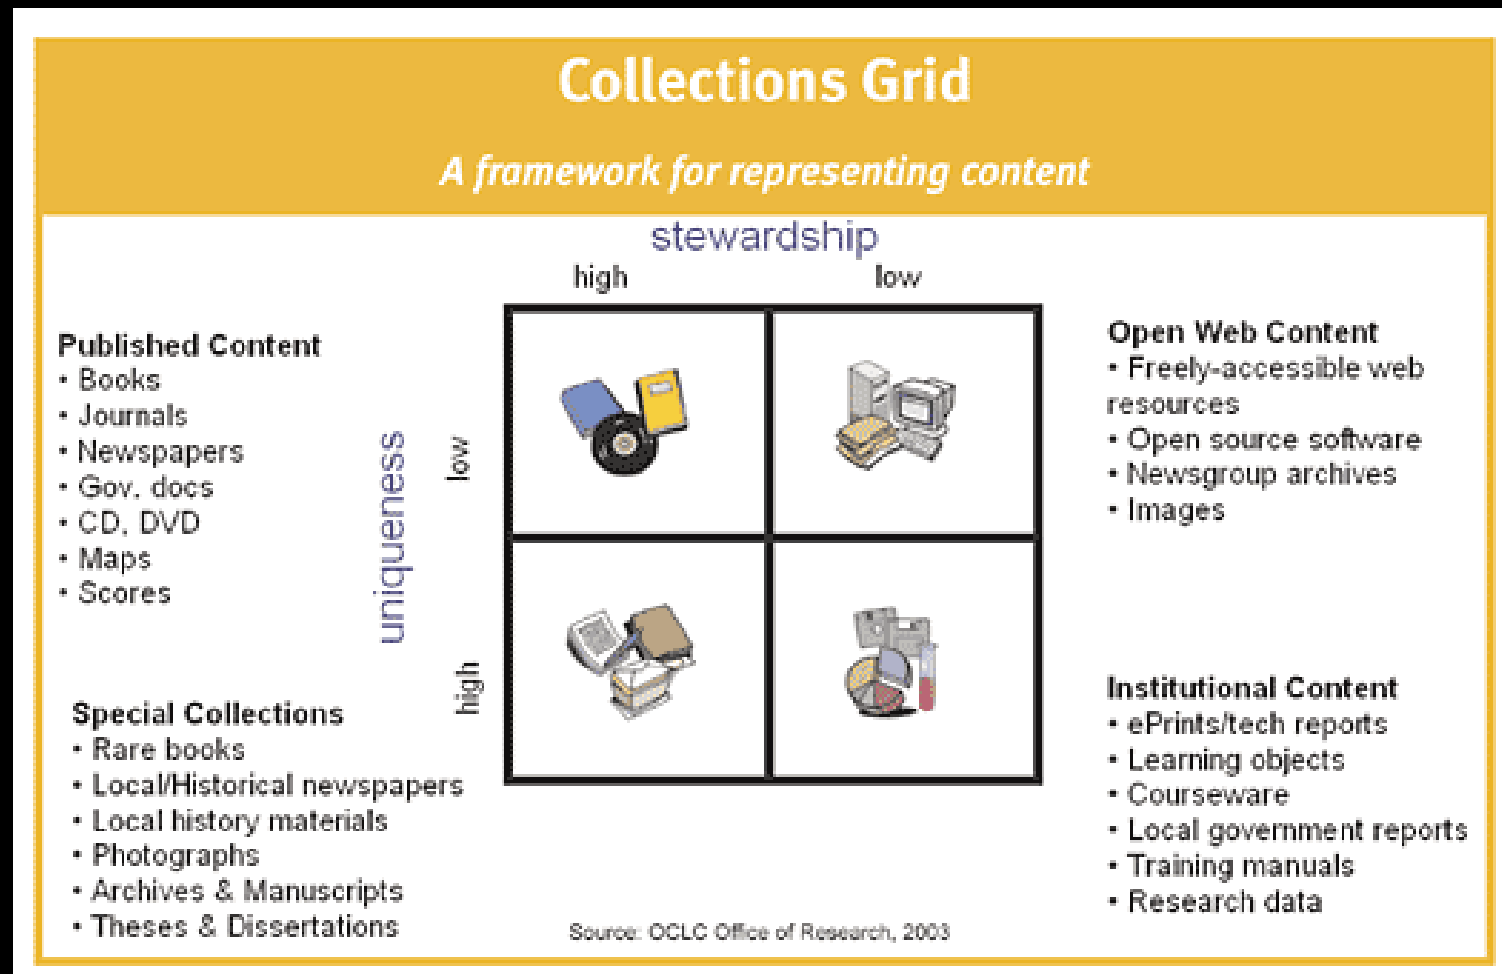 Collections Grid
A framework for representing content
stewardship
high
low
Published Content
• Books
• Journals
• Newspapers
• Gov. docs
• CD, DVD
• Maps
• Scores
uniqueness
low
high
Open Web Content
• Freely-accessible web
resources
• Open source software
• Newsgroup archives
• Images
Special Collections
• Rare books
• Local/Historical newspapers
• Local history materials
• Photographs
• Archives & Manuscripts
• Theses & Dissertations
Institutional Content
• ePrints/tech reports
• Learning objects
• Courseware
• Local government reports
• Training manuals
• Research data
Source: OCLC Office of Research, 2003